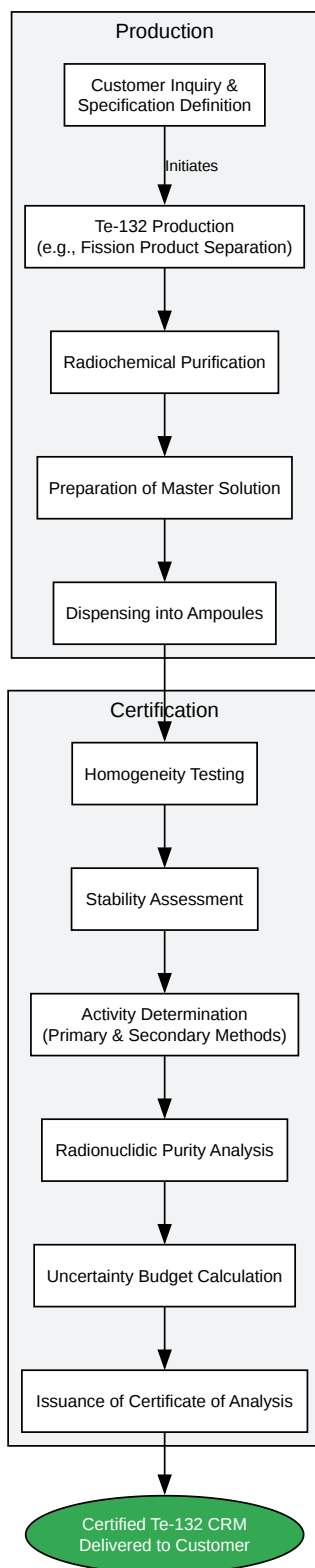 Production
Customer Inquiry &
Specification Definition
Initiates
Te-132 Production
(e.g., Fission Product Separation)
Radiochemical Purification
Preparation of Master Solution
Dispensing into Ampoules
Certification
Homogeneity Testing
Stability Assessment
Activity Determination
(Primary & Secondary Methods)
Radionuclidic Purity Analysis
Uncertainty Budget Calculation
Issuance of Certificate of Analysis
Certified Te-132 CRM
Delivered to Customer